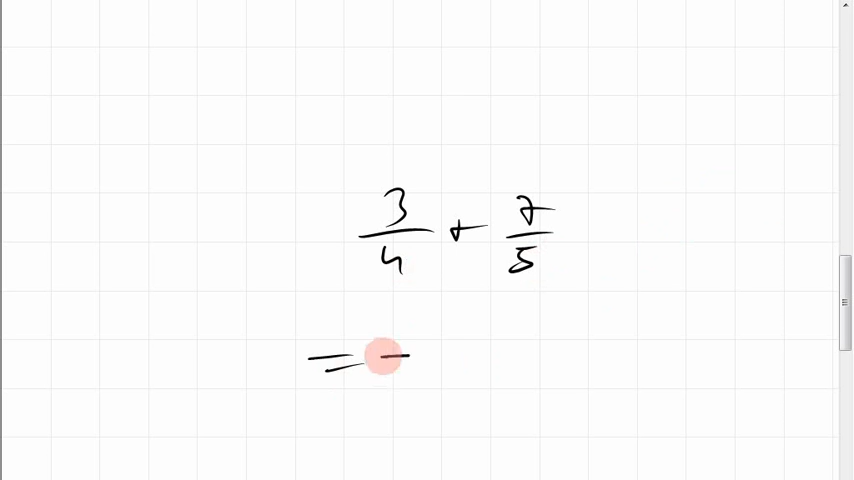 3/4 + 7/5
= -